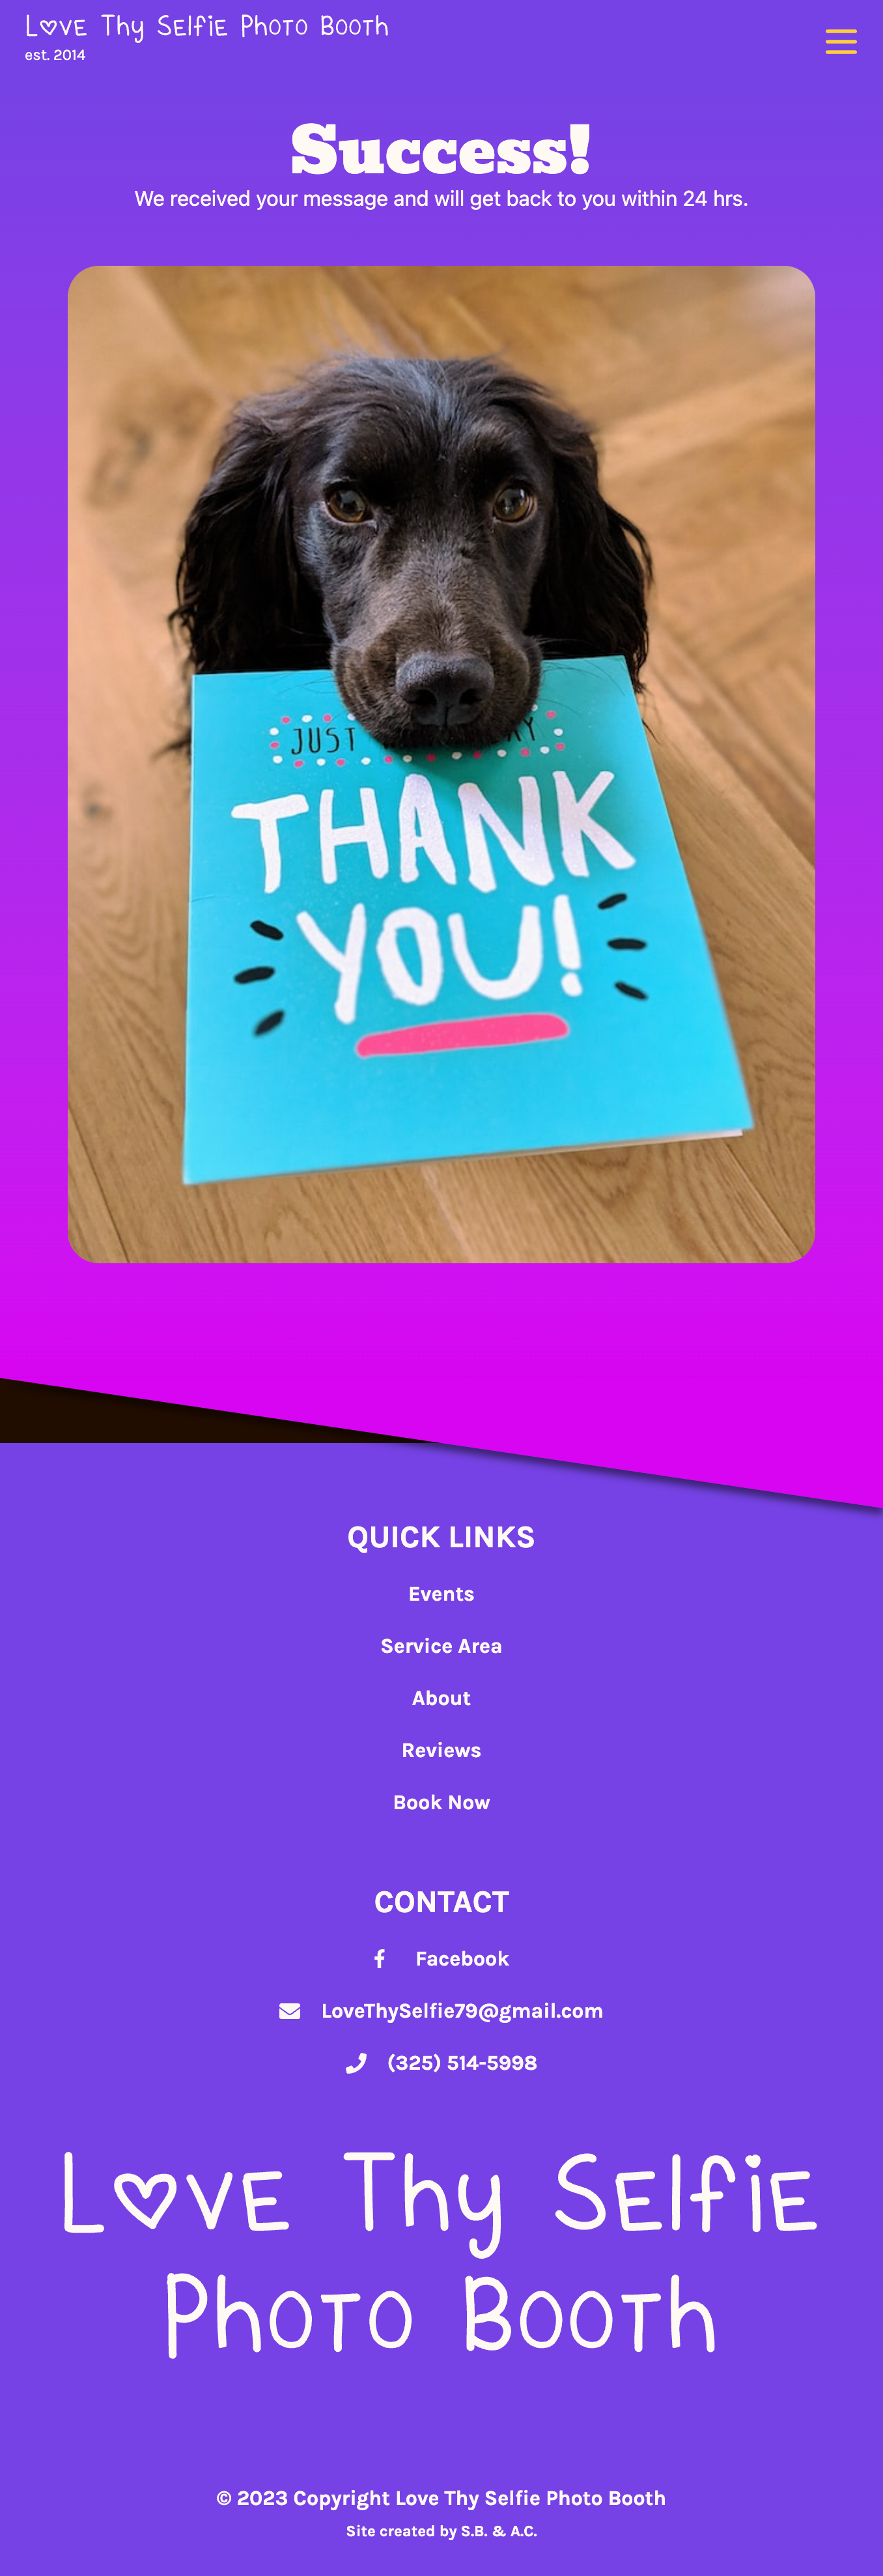 Love Thy Selfie Photo Booth
est. 2014
Success!
We received your message and will get back to you within 24 hrs.
JUST
THANK
YOU!
QUICK LINKS
Events
Service Area
About
Reviews
Book Now
CONTACT
Facebook
LoveThySelfie79@gmail.com
(325) 514-5998
Love Thy Selfie
Photo Booth
© 2023 Copyright Love Thy Selfie Photo Booth
Site created by S.B. & A.C.